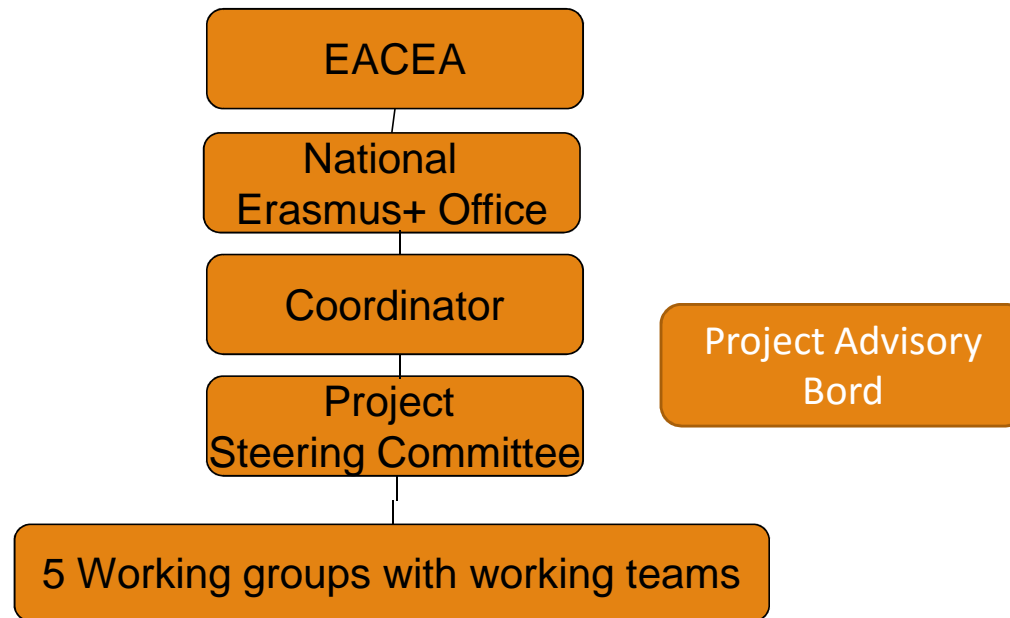 EACEA
National
Erasmus+ Office
Coordinator
Project Advisory
Bord
Project
Steering Committee
5 Working groups with working teams